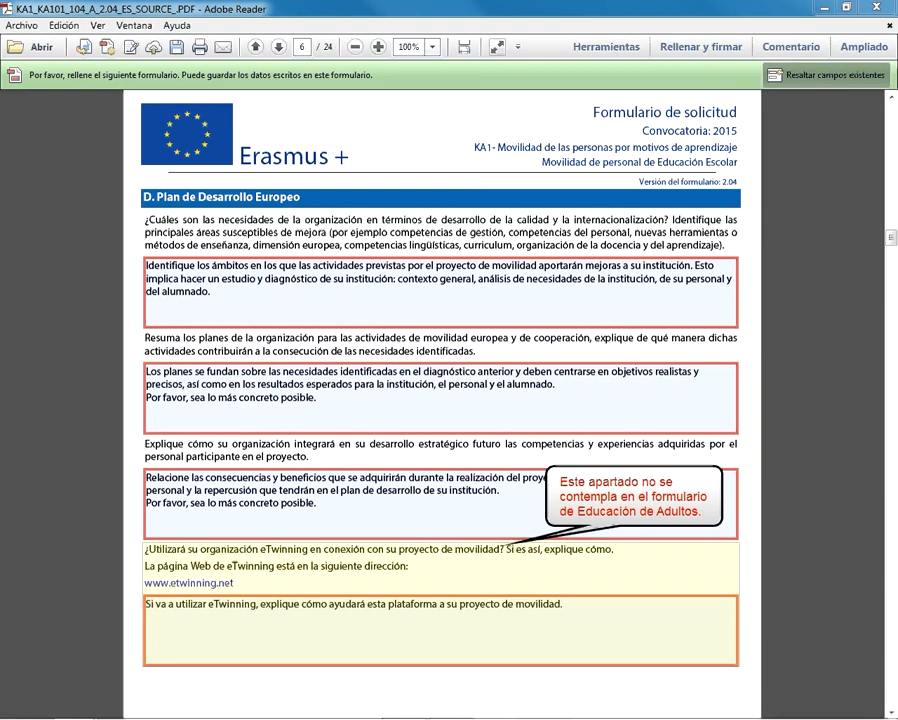 KA1_KA101_104_A_2.04_ES_SOURCE_.PDF - Adobe Reader
Archivo Edición Ver Ventana Ayuda
Abrir 6 / 24 100% Herramientas Rellenar y firmar Comentario Ampliado
Por favor, rellene el siguiente formulario. Puede guardar los datos escritos en este formulario. Resaltar campos existentes
Formulario de solicitud
Convocatoria: 2015
Erasmus +
KA1- Movilidad de las personas por motivos de aprendizaje
Movilidad de personal de Educación Escolar
Versión del formulario: 2.04
D. Plan de Desarrollo Europeo
¿Cuáles son las necesidades de la organización en términos de desarrollo de la calidad y la internacionalización? Identifique las
principales áreas susceptibles de mejora (por ejemplo competencias de gestión, competencias del personal, nuevas herramientas o
métodos de enseñanza, dimensión europea, competencias lingüísticas, curriculum, organización de la docencia y del aprendizaje).
Identifique los ámbitos en los que las actividades previstas por el proyecto de movilidad aportarán mejoras a su institución. Esto
implica hacer un estudio y diagnóstico de su institución: contexto general, análisis de necesidades de la institución, de su personal y
del alumnado.
Resuma los planes de la organización para las actividades de movilidad europea y de cooperación, explique de qué manera dichas
actividades contribuirán a la consecución de las necesidades identificadas.
Los planes se fundan sobre las necesidades identificadas en el diagnóstico anterior y deben centrarse en objetivos realistas y
precisos, así como en los resultados esperados para la institución, el personal y el alumnado.
Por favor, sea lo más concreto posible.
Explique cómo su organización integrará en su desarrollo estratégico futuro las competencias y experiencias adquiridas por el
personal participante en el proyecto.
Relacione las consecuencias y beneficios que se adquirirán durante la realización del proye
personal y la repercusión que tendrán en el plan de desarrollo de su institución.
Por favor, sea lo más concreto posible.
Este apartado no se
contempla en el formulario
de Educación de Adultos.
¿Utilizará su organización eTwinning en conexión con su proyecto de movilidad? Si es así, explique cómo.
La página Web de eTwinning está en la siguiente dirección:
www.etwinning.net
Si va a utilizar eTwinning, explique cómo ayudará esta plataforma a su proyecto de movilidad.